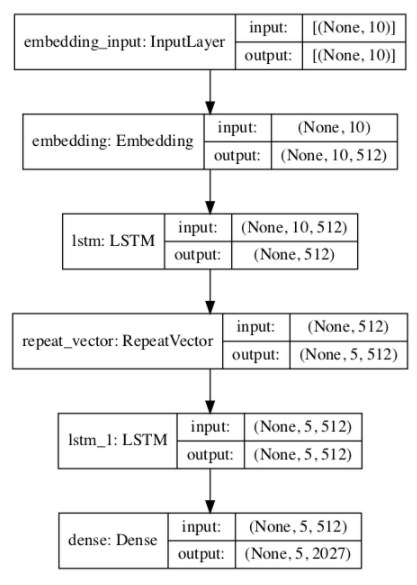 embedding_input: InputLayer
input: [(None, 10)]
output: [(None, 10)]
embedding: Embedding
input: (None, 10)
output: (None, 10, 512)
lstm: LSTM
input: (None, 10, 512)
output: (None, 512)
repeat_vector: RepeatVector
input: (None, 512)
output: (None, 5, 512)
lstm_1: LSTM
input: (None, 5, 512)
output: (None, 5, 512)
dense: Dense
input: (None, 5, 512)
output: (None, 5, 2027)